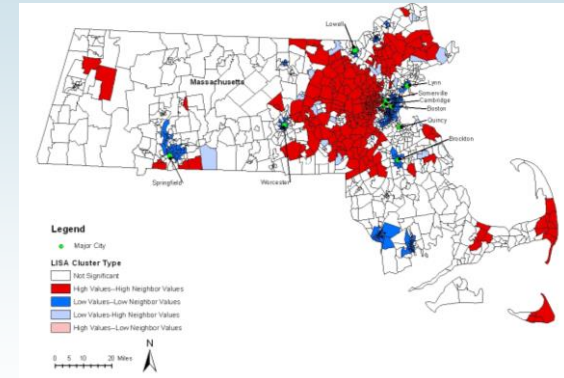 Lowell
Massachusetts
Lynn
Somerville
Cambridge
Boston
Quincy
Brockton
Springfield
Worcester
Legend
Major City
LISA Cluster Type
Not Significant
High Values--High Neighbor Values
Low Values--Low Neighbor Values
Low Values-High Neighbor Values
High Values--Low Neighbor Values
N
0 5 10 20 Miles